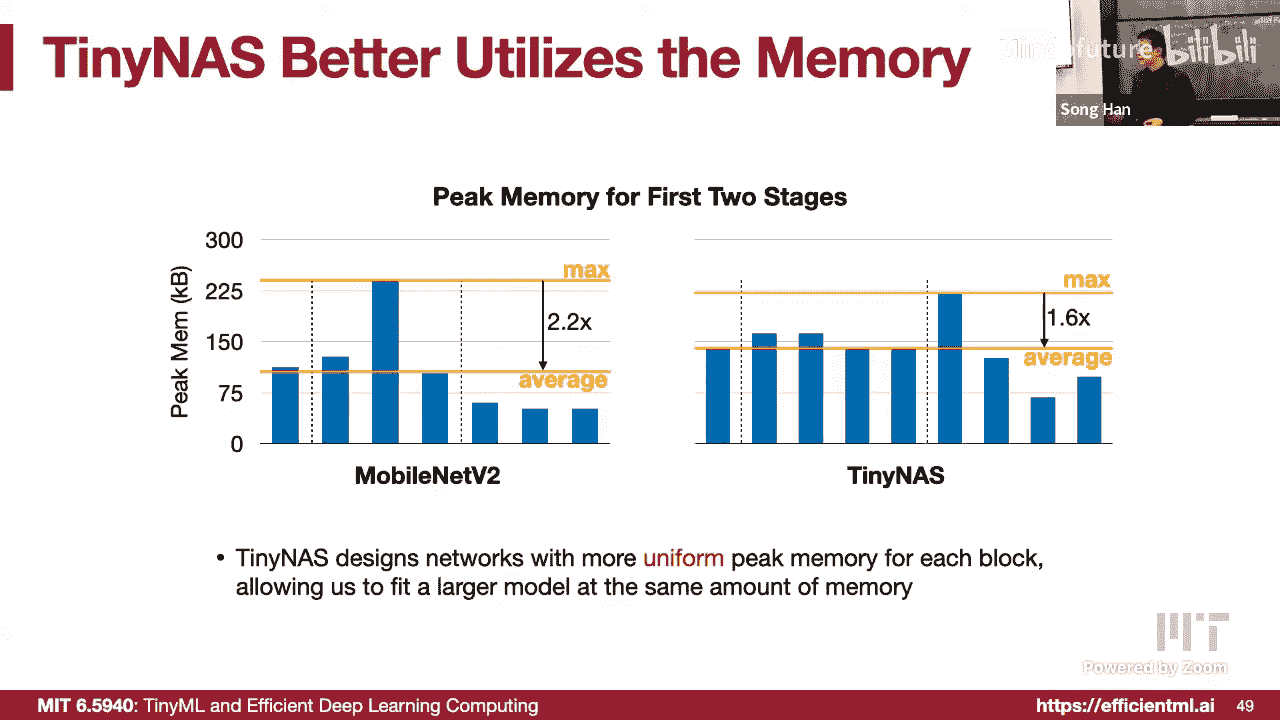 TinyNAS Better Utilizes the Memory
bilibili
Song Han
Peak Memory for First Two Stages
Peak Mem (kB)
300
225
150
75
0
max
2.2x
average
MobileNetV2
max
1.6x
average
TinyNAS
• TinyNAS designs networks with more uniform peak memory for each block,
allowing us to fit a larger model at the same amount of memory
MIT
Powered by Zoom
MIT 6.5940: TinyML and Efficient Deep Learning Computing
https://efficientml.ai
49